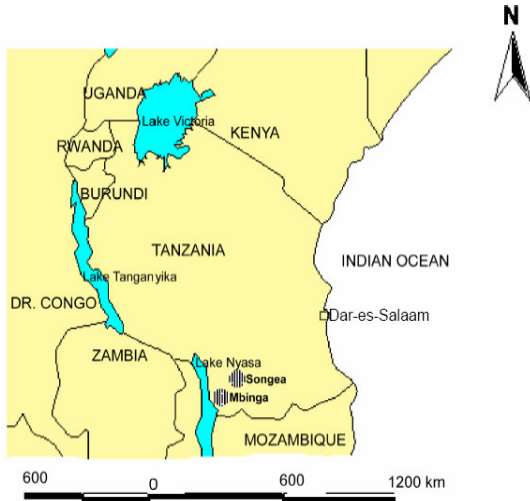 N
UGANDA
Lake Victoria
KENYA
RWANDA
BURUNDI
TANZANIA
INDIAN OCEAN
Lake Tanganyika
DR. CONGO
Dar-es-Salaam
ZAMBIA
Lake Nyasa
Songea
Mbinga
MOZAMBIQUE
600 0 600 1200 km